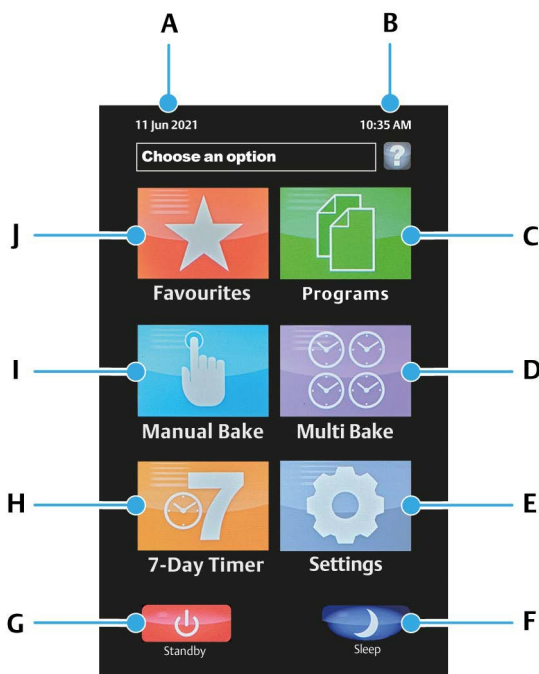 A
B
11 Jun 2021 10:35 AM
Choose an option ?
J
C
Favourites Programs
I
D
Manual Bake Multi Bake
H
7
E
7-Day Timer Settings
G
F
Standby Sleep